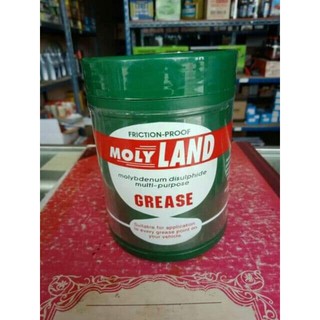 FRICTION-PROOF
MOLY LAND
molybdenum disulphide
multi-purpose
GREASE
Suitable for application
to every grease point on
your vehicle